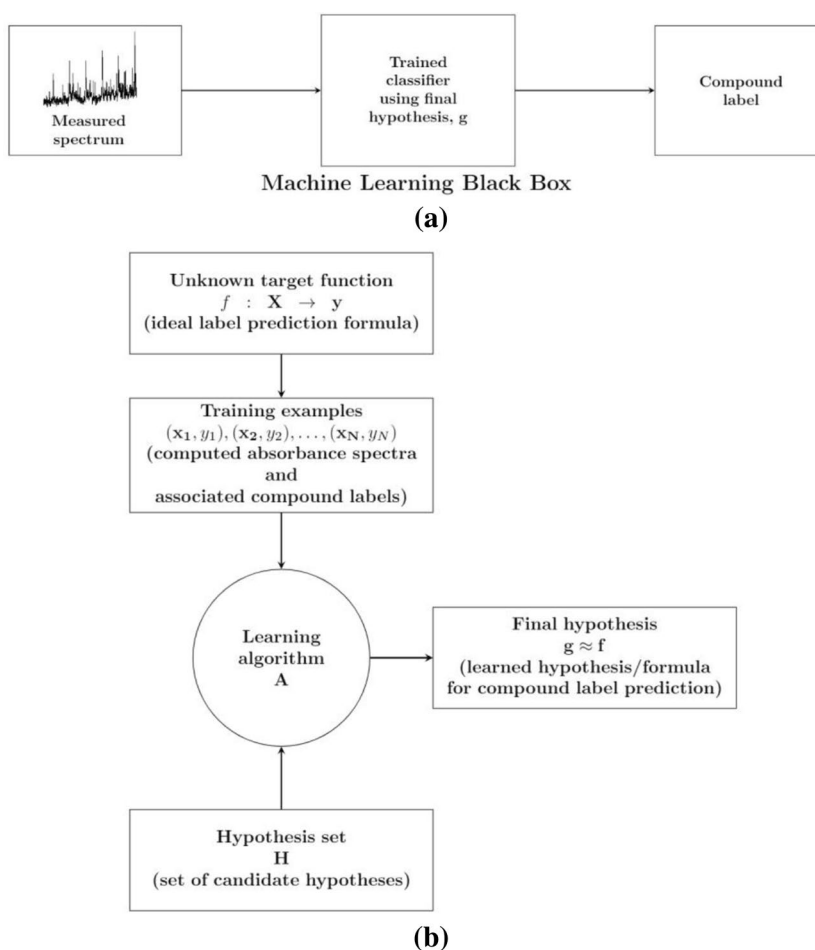 Measured
spectrum
Trained
classifier
using final
hypothesis, g
Compound
label
Machine Learning Black Box
(a)
Unknown target function
f : X → y
(ideal label prediction formula)
Training examples
(x₁, y₁), (x₂, y₂), . . . , (x_N, y_N)
(computed absorbance spectra
and
associated compound labels)
Learning
algorithm
A
Final hypothesis
g ≈ f
(learned hypothesis/formula
for compound label prediction)
Hypothesis set
H
(set of candidate hypotheses)
(b)